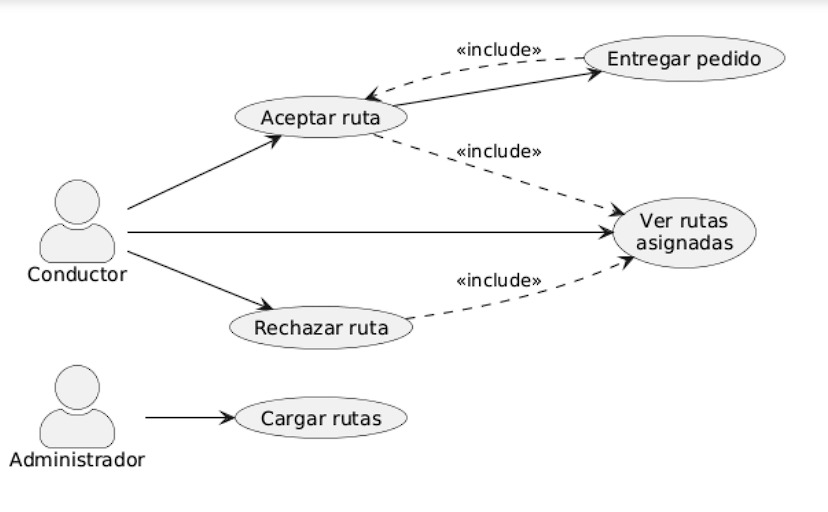 «include»
Entregar pedido
Aceptar ruta
«include»
Ver rutas
asignadas
Conductor
«include»
Rechazar ruta
Cargar rutas
Administrador